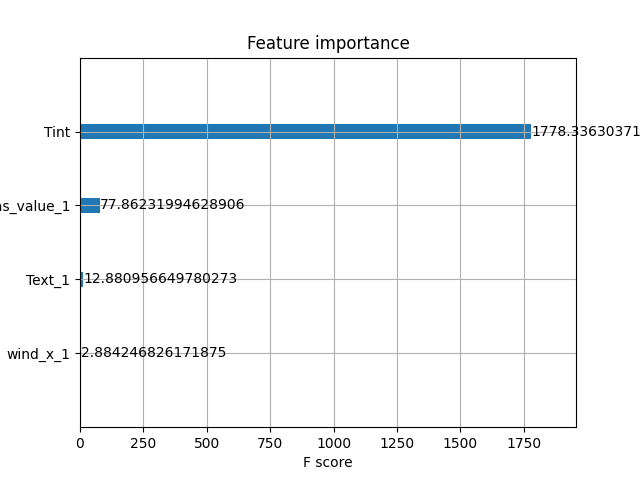 Feature importance
Tint
1778.33630371
as_value_1
77.86231994628906
Text_1
12.880956649780273
wind_x_1
2.884246826171875
0 250 500 750 1000 1250 1500 1750
F score